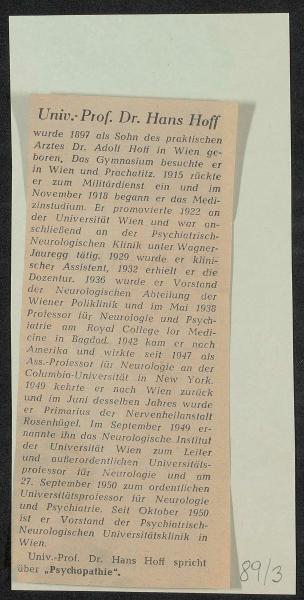 Univ.-Prof. Dr. Hans Hoff
wurde 1897 als Sohn des praktischen
Arztes Dr. Adolf Hoff in Wien ge-
boren. Das Gymnasium besuchte er
in Wien und Prachatitz. 1915 rückte
er zum Militärdienst ein und im
November 1918 begann er das Medi-
zinstudium. Er promovierte 1922 an
der Universität Wien und war an-
schließend an der Psychiatrisch-
Neurologischen Klinik unter Wagner-
Jauregg tätig. 1929 wurde er klini-
scher Assistent, 1932 erhielt er die
Dozentur. 1936 wurde er Vorstand
der Neurologischen Abteilung der
Wiener Poliklinik und im Mai 1938
Professor für Neurologie und Psych-
iatrie am Royal College for Medi-
cine in Bagdad. 1942 kam er nach
Amerika und wirkte seit 1947 als
Ass.-Professor für Neurologie an der
Columbia-Universität in New York.
1949 kehrte er nach Wien zurück
und im Juni desselben Jahres wurde
er Primarius der Nervenheilanstalt
Rosenhügel. Im September 1949 er-
nannte ihn das Neurologische Institut
der Universität Wien zum Leiter
und außerordentlichen Universitäts-
professor für Neurologie und am
27. September 1950 zum ordentlichen
Universitätsprofessor für Neurologie
und Psychiatrie. Seit Oktober 1950
ist er Vorstand der Psychiatrisch-
Neurologischen Universitätsklinik in
Wien.
Univ.-Prof. Dr. Hans Hoff spricht
über „Psychopathie“.
89/3